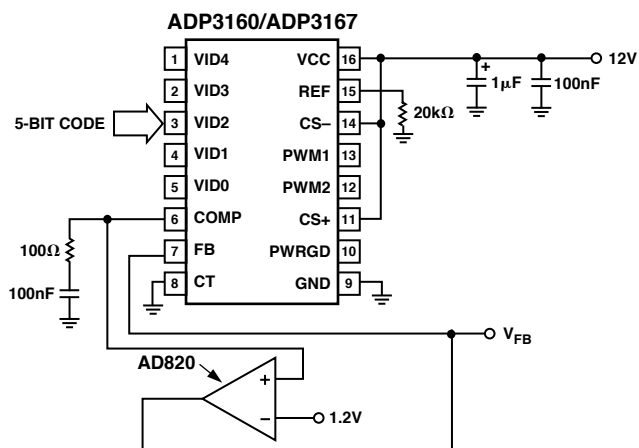 ADP3160/ADP3167
1 VID4 VCC 16 12V
2 VID3 REF 15 1μF 100nF
5-BIT CODE 3 VID2 CS– 14 20kΩ
4 VID1 PWM1 13
5 VID0 PWM2 12
6 COMP CS+ 11
100Ω 7 FB PWRGD 10
100nF 8 CT GND 9
VFB
AD820
+
+
– 1.2V